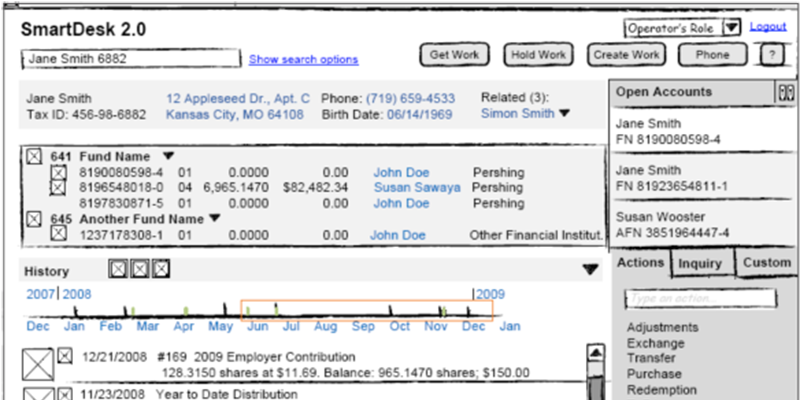 SmartDesk 2.0
Operator's Role
Logout
Jane Smith 6882
Show search options
Get Work
Hold Work
Create Work
Phone
?
Jane Smith
12 Appleseed Dr., Apt. C
Phone: (719) 659-4533
Related (3):
Tax ID: 456-98-6882
Kansas City, MO 64108
Birth Date: 06/14/1969
Simon Smith
641 Fund Name
8190080598-4 01 0.0000 0.00 John Doe Pershing
8196548018-0 04 6,965.1470 $82,482.34 Susan Sawaya Pershing
8197830871-5 01 0.0000 0.00 John Doe Pershing
645 Another Fund Name
1237178308-1 01 0.0000 0.00 John Doe Other Financial Institut.
Open Accounts
Jane Smith
FN 8190080598-4
Jane Smith
FN 81923654811-1
Susan Wooster
AFN 3851964447-4
History
2007 2008 2009
Dec Jan Feb Mar Apr May Jun Jul Aug Sep Oct Nov Dec Jan
12/21/2008 #169 2009 Employer Contribution
128.3150 shares at $11.69. Balance: 965.1470 shares; $150.00
11/23/2008 Year to Date Distribution
Actions Inquiry Custom
Type an action...
Adjustments
Exchange
Transfer
Purchase
Redemption